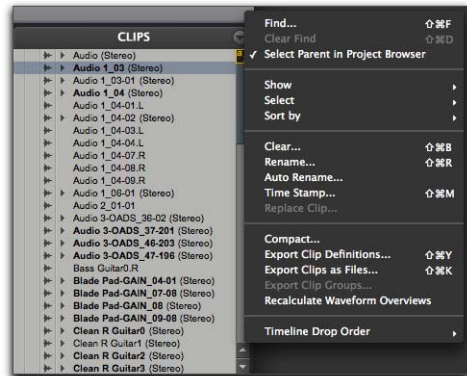 CLIPS
Audio (Stereo)
Audio 1_03 (Stereo)
Audio 1_03-01 (Stereo)
Audio 1_04 (Stereo)
Audio 1_04-01.L
Audio 1_04-02 (Stereo)
Audio 1_04-03.L
Audio 1_04-04.L
Audio 1_04-07.R
Audio 1_04-08.R
Audio 1_04-09.R
Audio 1_06-01 (Stereo)
Audio 2_01-01
Audio 3-OADS_36-02 (Stereo)
Audio 3-OADS_37-201 (Stereo)
Audio 3-OADS_46-203 (Stereo)
Audio 3-OADS_47-196 (Stereo)
Bass Guitar0.R
Blade Pad-GAIN_04-01 (Stereo)
Blade Pad-GAIN_07-08 (Stereo)
Blade Pad-GAIN_08 (Stereo)
Blade Pad-GAIN_09-08 (Stereo)
Clean R Guitar0 (Stereo)
Clean R Guitar1 (Stereo)
Clean R Guitar2 (Stereo)
Clean R Guitar3 (Stereo)
Find... ⇧⌘F
Clear Find ⇧⌘D
✓ Select Parent in Project Browser
Show
Select
Sort by
Clear... ⇧⌘B
Rename... ⇧⌘R
Auto Rename...
Time Stamp... ⇧⌘M
Replace Clip...
Compact...
Export Clip Definitions... ⇧⌘Y
Export Clips as Files... ⇧⌘K
Export Clip Groups...
Recalculate Waveform Overviews
Timeline Drop Order